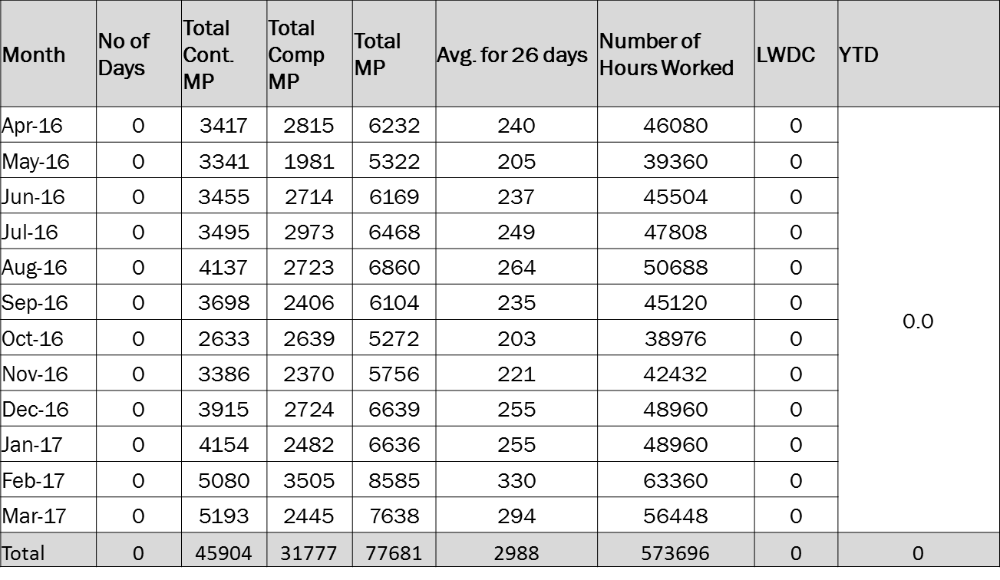 Month No of Days Total Cont. MP Total Comp MP Total MP Avg. for 26 days Number of Hours Worked LWDC YTD
Apr-16 0 3417 2815 6232 240 46080 0
May-16 0 3341 1981 5322 205 39360 0
Jun-16 0 3455 2714 6169 237 45504 0
Jul-16 0 3495 2973 6468 249 47808 0
Aug-16 0 4137 2723 6860 264 50688 0
Sep-16 0 3698 2406 6104 235 45120 0
0.0
Oct-16 0 2633 2639 5272 203 38976 0
Nov-16 0 3386 2370 5756 221 42432 0
Dec-16 0 3915 2724 6639 255 48960 0
Jan-17 0 4154 2482 6636 255 48960 0
Feb-17 0 5080 3505 8585 330 63360 0
Mar-17 0 5193 2445 7638 294 56448 0
Total 0 45904 31777 77681 2988 573696 0 0